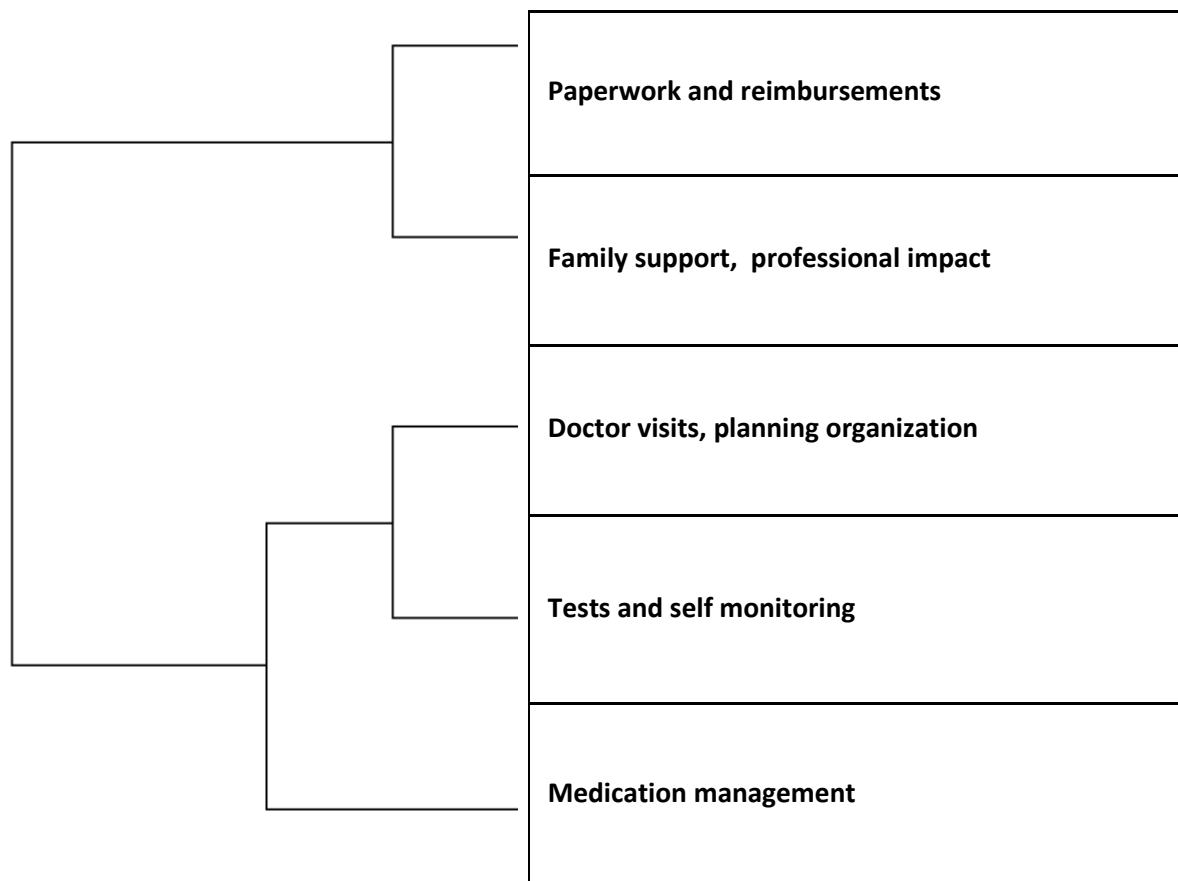 Paperwork and reimbursements
Family support,  professional impact
Doctor visits, planning organization
Tests and self monitoring
Medication management